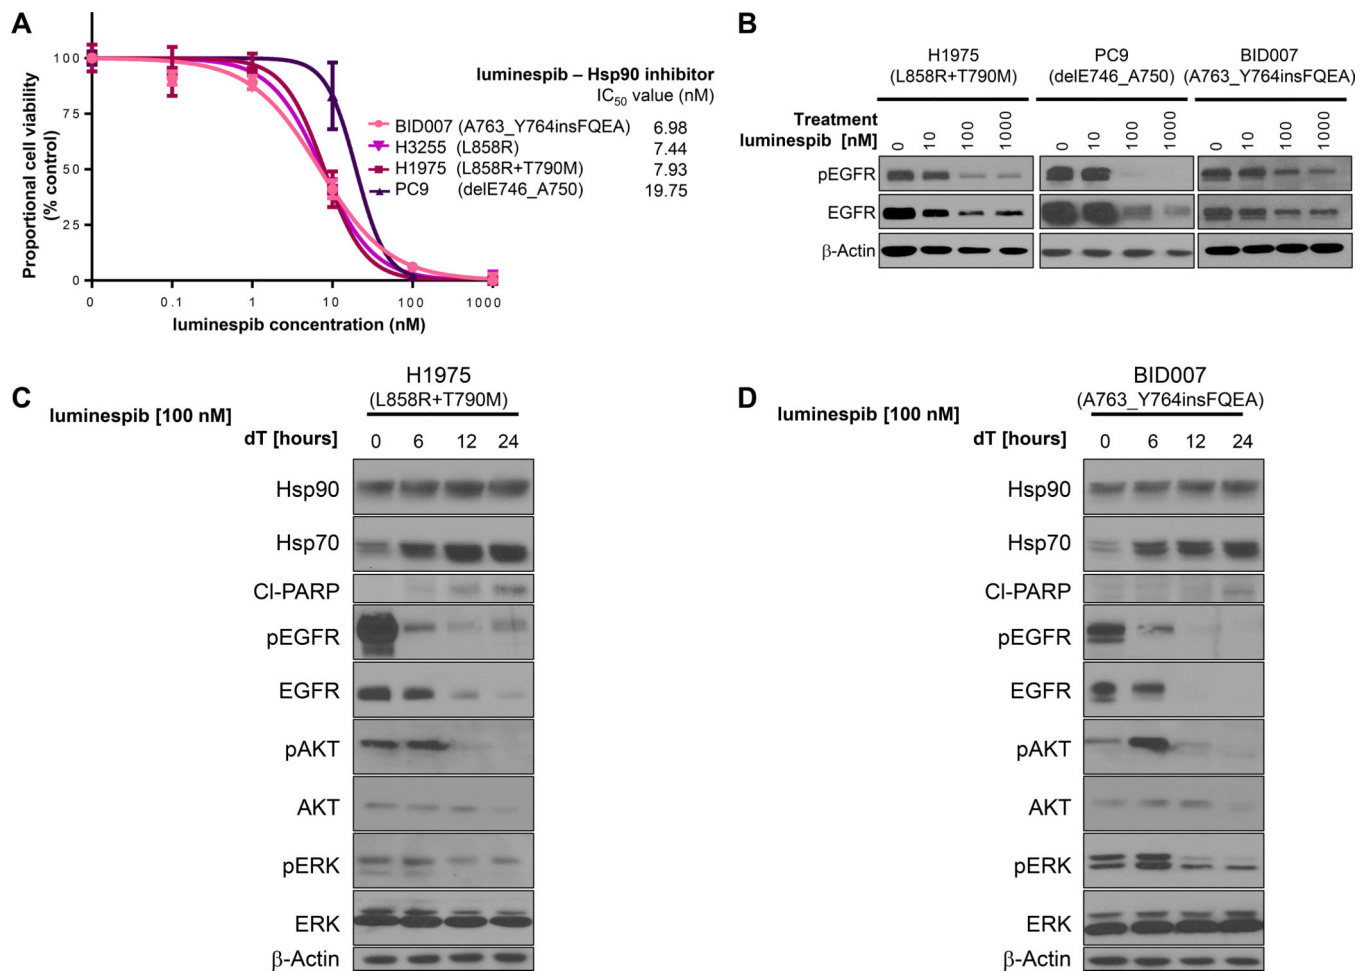 A
100
75
50
25
0
Proportional cell viability
(% control)
0 0.1 1 10 100 1000
luminespib concentration (nM)
luminespib – Hsp90 inhibitor
IC50 value (nM)
BID007 (A763_Y764insFQEA) 6.98
H3255 (L858R) 7.44
H1975 (L858R+T790M) 7.93
PC9 (delE746_A750) 19.75
B
H1975
(L858R+T790M)
PC9
(delE746_A750)
BID007
(A763_Y764insFQEA)
Treatment
luminespib [nM]
0 10 100 1000 0 10 100 1000 0 10 100 1000
pEGFR
EGFR
β-Actin
C
H1975
(L858R+T790M)
luminespib [100 nM]
dT [hours] 0 6 12 24
Hsp90
Hsp70
Cl-PARP
pEGFR
EGFR
pAKT
AKT
pERK
ERK
β-Actin
D
BID007
(A763_Y764insFQEA)
luminespib [100 nM]
dT [hours] 0 6 12 24
Hsp90
Hsp70
Cl-PARP
pEGFR
EGFR
pAKT
AKT
pERK
ERK
β-Actin